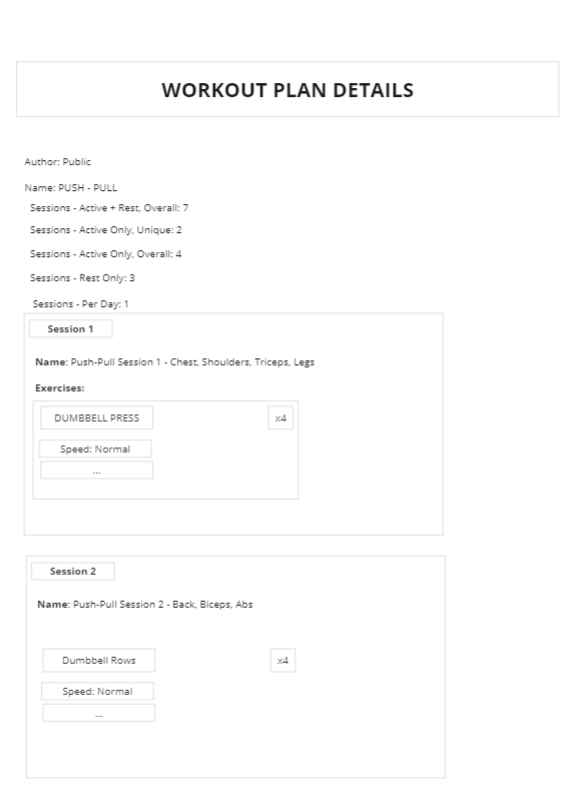 WORKOUT PLAN DETAILS
Author: Public
Name: PUSH - PULL
Sessions - Active + Rest, Overall: 7
Sessions - Active Only, Unique: 2
Sessions - Active Only, Overall: 4
Sessions - Rest Only: 3
Sessions - Per Day: 1
Session 1
Name: Push-Pull Session 1 - Chest, Shoulders, Triceps, Legs
Exercises:
DUMBBELL PRESS x4
Speed: Normal
...
Session 2
Name: Push-Pull Session 2 - Back, Biceps, Abs
Dumbbell Rows x4
Speed: Normal
...